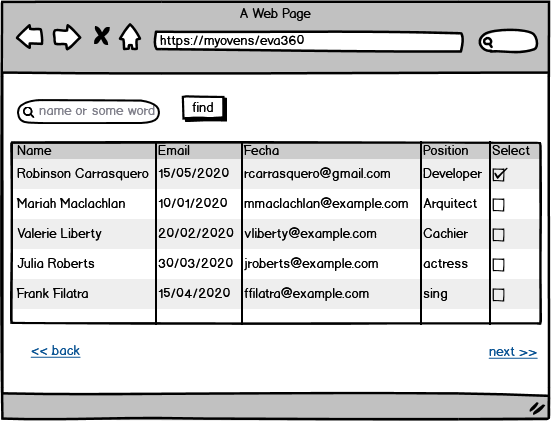 A Web Page
https://myovens/eva360
name or some word
find
Name Email Fecha Position Select
Robinson Carrasquero 15/05/2020 rcarrasquero@gmail.com Developer
Mariah Maclachlan 10/01/2020 mmaclachlan@example.com Arquitect
Valerie Liberty 20/02/2020 vliberty@example.com Cachier
Julia Roberts 30/03/2020 jroberts@example.com actress
Frank Filatra 15/04/2020 ffilatra@example.com sing
<< back next >>